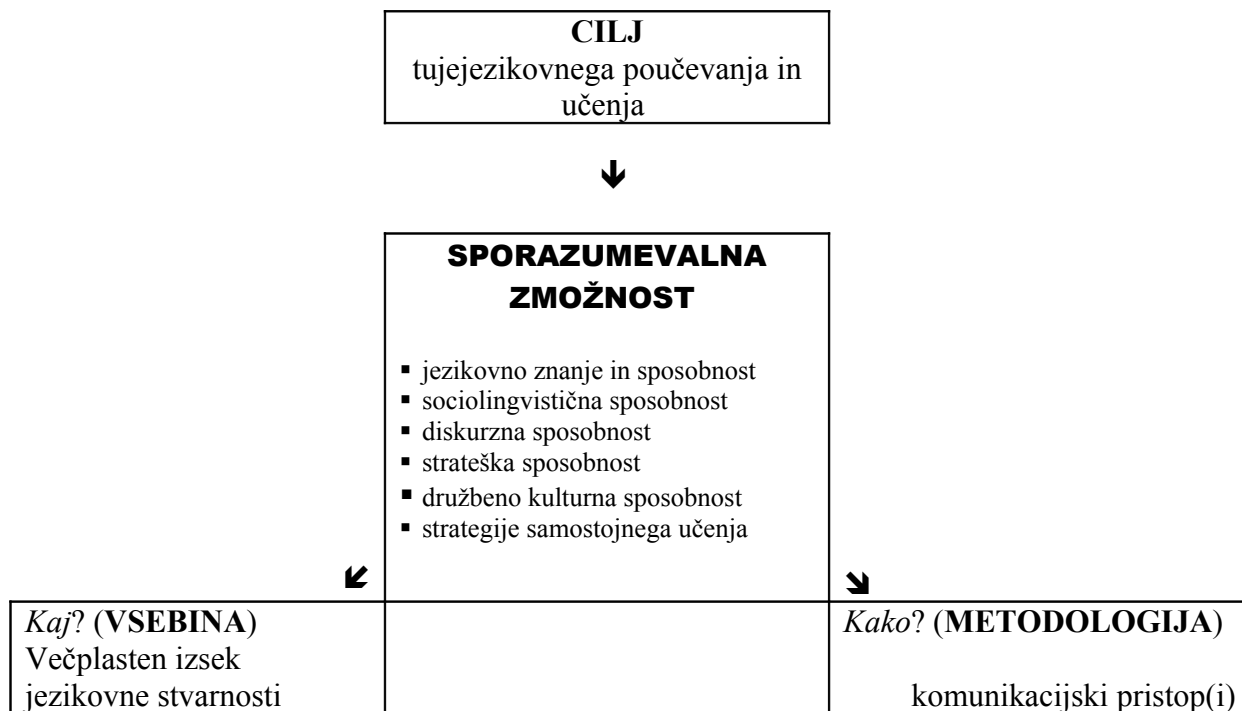 CILJ
tujejezikovnega poučevanja in
učenja
SPORAZUMEVALNA
ZMOŽNOST
▪ jezikovno znanje in sposobnost
▪ sociolingvistična sposobnost
▪ diskurzna sposobnost
▪ strateška sposobnost
▪ družbeno kulturna sposobnost
▪ strategije samostojnega učenja
Kaj? (VSEBINA)
Večplasten izsek
jezikovne stvarnosti
Kako? (METODOLOGIJA)
komunikacijski pristop(i)